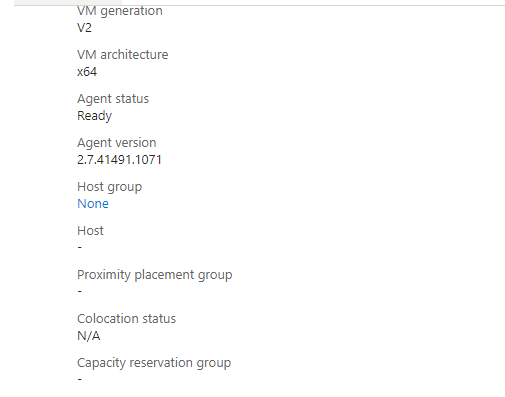 VM generation
V2
VM architecture
x64
Agent status
Ready
Agent version
2.7.41491.1071
Host group
None
Host
-
Proximity placement group
-
Colocation status
N/A
Capacity reservation group
-